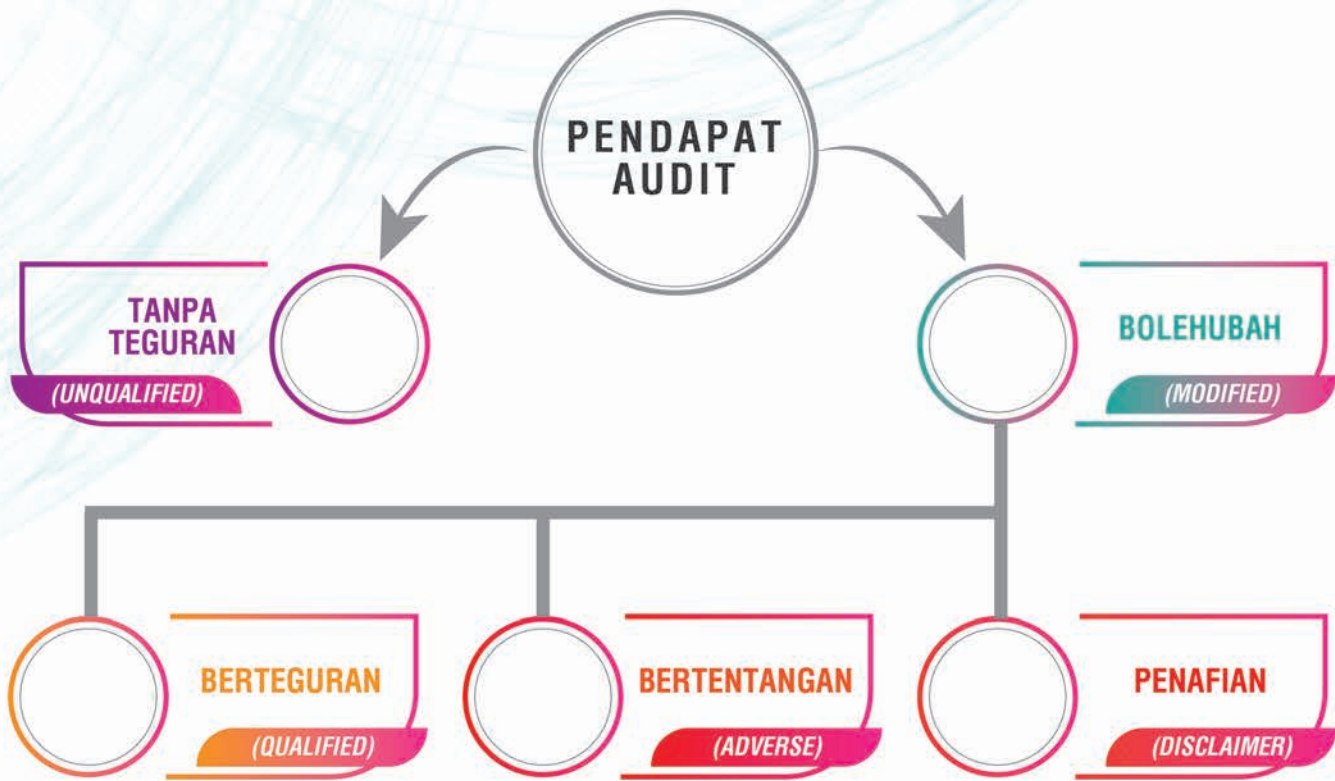 PENDAPAT
AUDIT
TANPA
TEGURAN
(UNQUALIFIED)
BOLEHUBAH
(MODIFIED)
BERTEGURAN
(QUALIFIED)
BERTENTANGAN
(ADVERSE)
PENAFIAN
(DISCLAIMER)